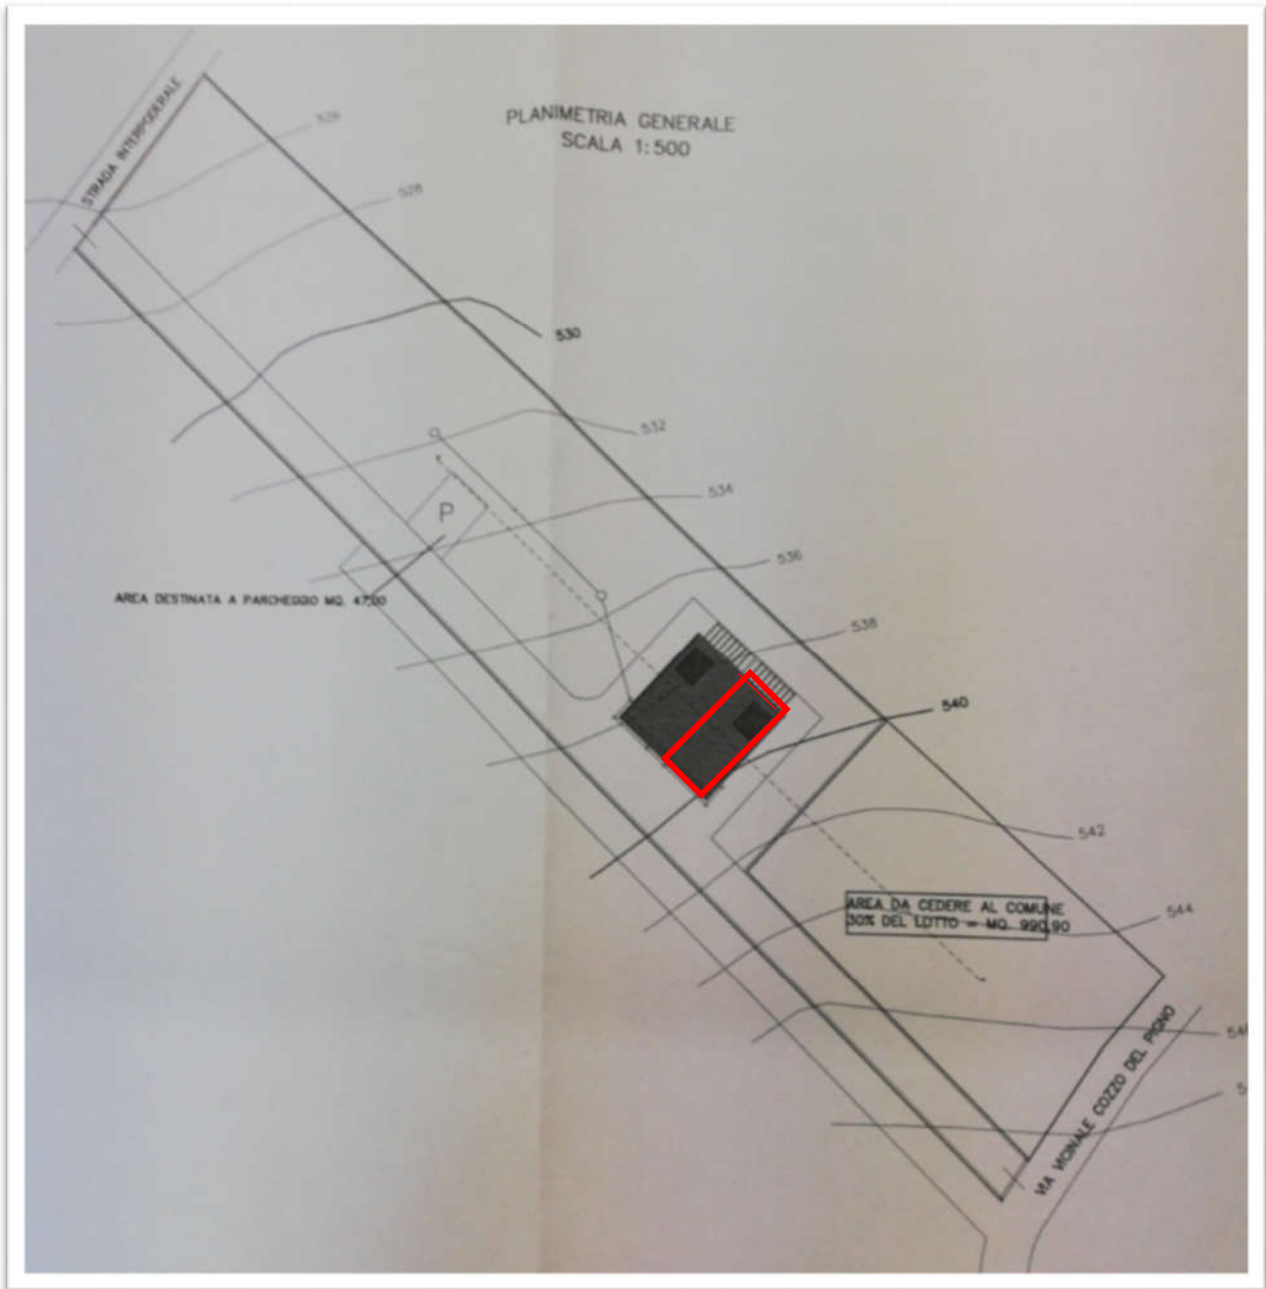 PLANIMETRIA GENERALE
SCALA 1:500
STRADA INTERPODERALE
526
528
530
532
534
P
536
AREA DESTINATA A PARCHEGGIO MQ. 47,00
538
540
542
AREA DA CEDERE AL COMUNE
30% DEL LOTTO = MQ. 990,90
544
VIA VICINALE COZZO DEL PIGNO